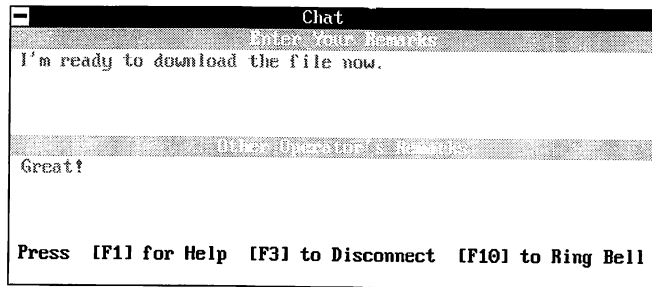 Chat
Enter Your Remarks
I'm ready to download the file now.
Other Operator's Remarks
Great!
Press [F1] for Help [F3] to Disconnect [F10] to Ring Bell